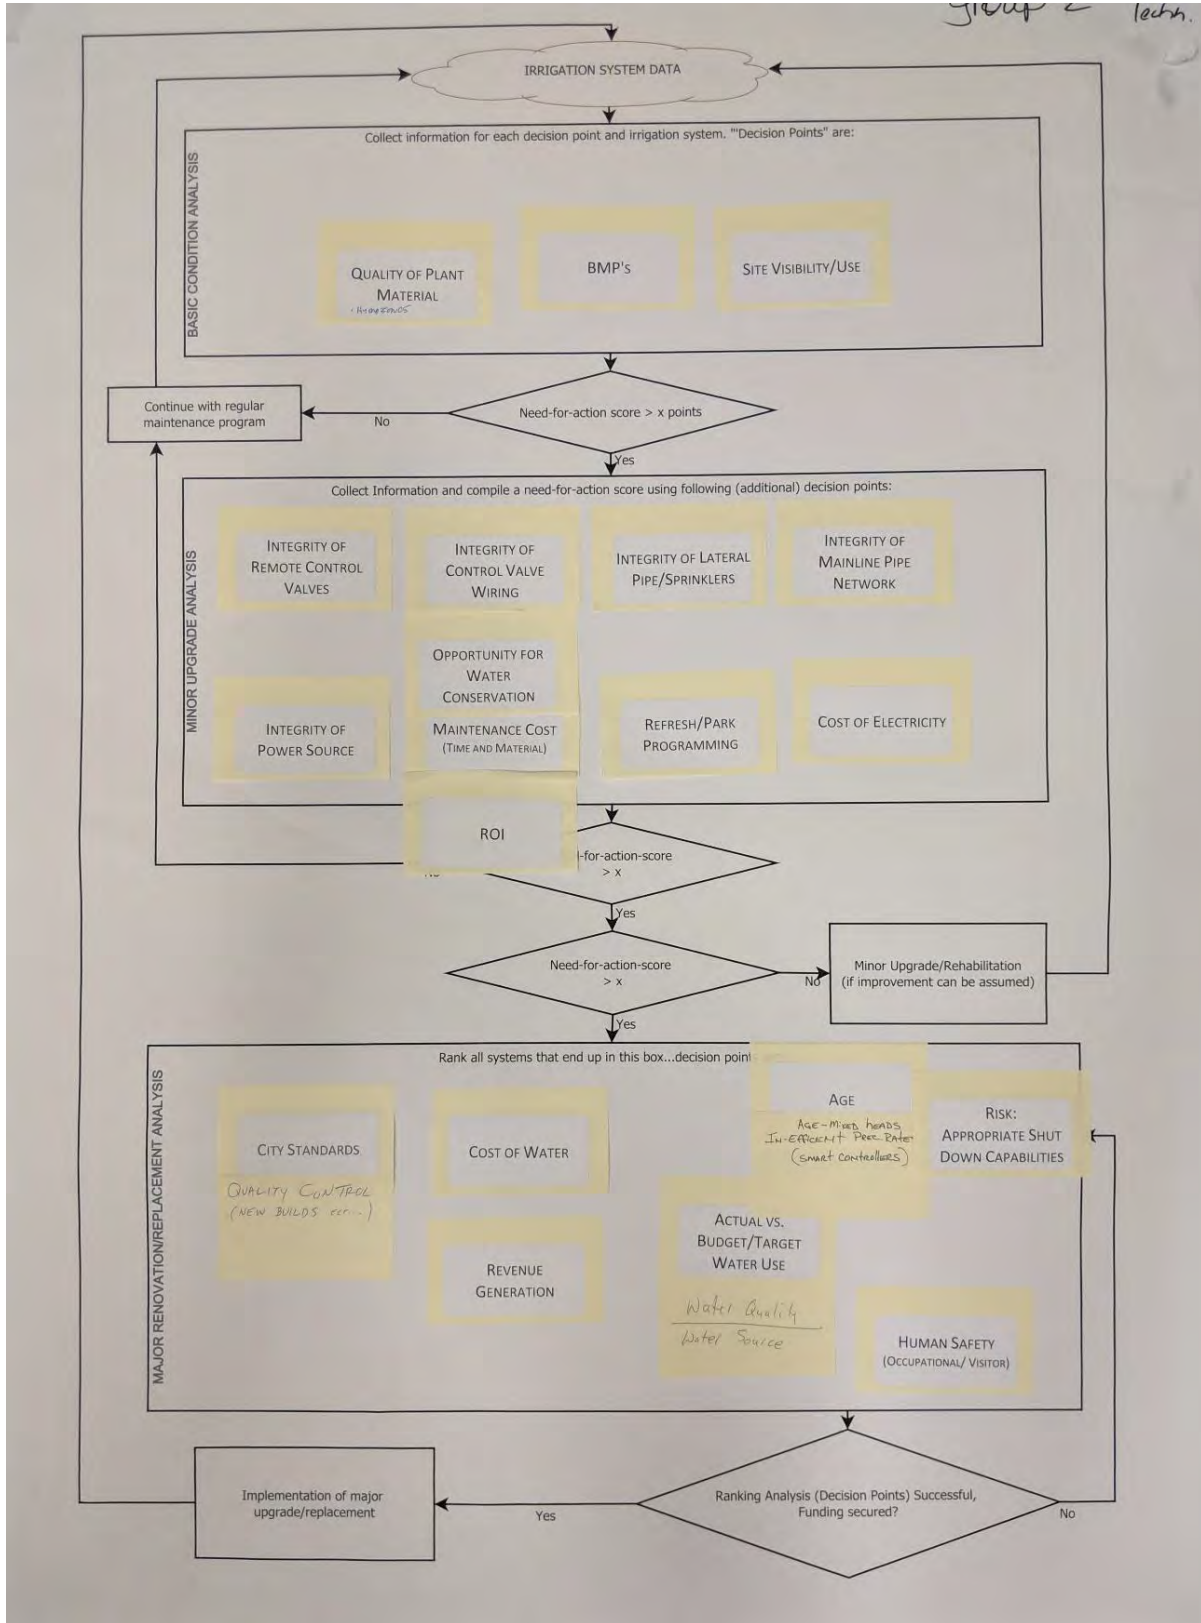 Group 2 Techn.
IRRIGATION SYSTEM DATA
Collect information for each decision point and irrigation system. "'Decision Points" are:
BASIC CONDITION ANALYSIS
QUALITY OF PLANT
MATERIAL
BMP'S
SITE VISIBILITY/USE
Need-for-action score > x points
No
Continue with regular
maintenance program
Yes
Collect Information and compile a need-for-action score using following (additional) decision points:
MINOR UPGRADE ANALYSIS
INTEGRITY OF
REMOTE CONTROL
VALVES
INTEGRITY OF
CONTROL VALVE
WIRING
INTEGRITY OF LATERAL
PIPE/SPRINKLERS
INTEGRITY OF
MAINLINE PIPE
NETWORK
OPPORTUNITY FOR
WATER
CONSERVATION
INTEGRITY OF
POWER SOURCE
MAINTENANCE COST
(TIME AND MATERIAL)
REFRESH/PARK
PROGRAMMING
COST OF ELECTRICITY
ROI
-for-action-score
> x
Yes
Need-for-action-score
> x
No
Minor Upgrade/Rehabilitation
(if improvement can be assumed)
Yes
Rank all systems that end up in this box...decision point
MAJOR RENOVATION/REPLACEMENT ANALYSIS
CITY STANDARDS
QUALITY CONTROL
(NEW BUILDS etc...)
COST OF WATER
AGE
AGE-MIXED HEADS
IN-EFFICIENT PREC RATE
(SMART CONTROLLERS)
RISK:
APPROPRIATE SHUT
DOWN CAPABILITIES
REVENUE
GENERATION
ACTUAL VS.
BUDGET/TARGET
WATER USE
Water Quality
Water Source
HUMAN SAFETY
(OCCUPATIONAL/ VISITOR)
Ranking Analysis (Decision Points) Successful,
Funding secured?
No
Yes
Implementation of major
upgrade/replacement